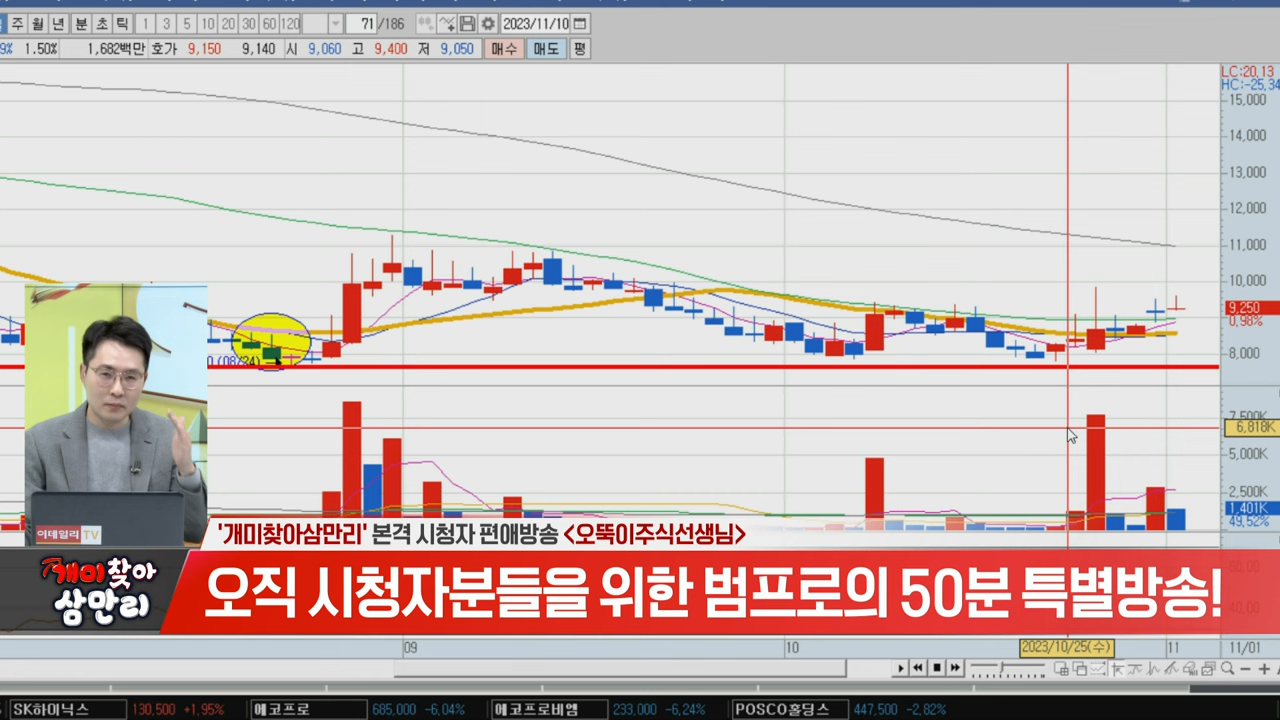 주 월 년 분 초 틱 1 3 5 10 20 30 60 120 71 /186 2023/11/10
9% 1.50% 1,682백만 호가 9,150 9,140 시 9,060 고 9,400 저 9,050 매수 매도 평
LC:20.13
HC:-25.34
15,000
14,000
13,000
12,000
11,000
10,000
9,250
0.98%
8,000
0 (08/24)
7,500K
6,818K
5,000K
2,500K
1,401K
49.52%
이데일리 TV
'개미찾아삼만리' 본격 시청자 편애방송 <오뚝이주식선생님>
개미찾아
삼만리
오직 시청자분들을 위한 범프로의 50분 특별방송!
60.00
40.00
09 10 2023/10/25(수) 11 11/01
SK하이닉스 130,500 +1.95% 에코프로 685,000 -6.04% 에코프로비엠 233,000 -6.24% POSCO홀딩스 447,500 -2.82%